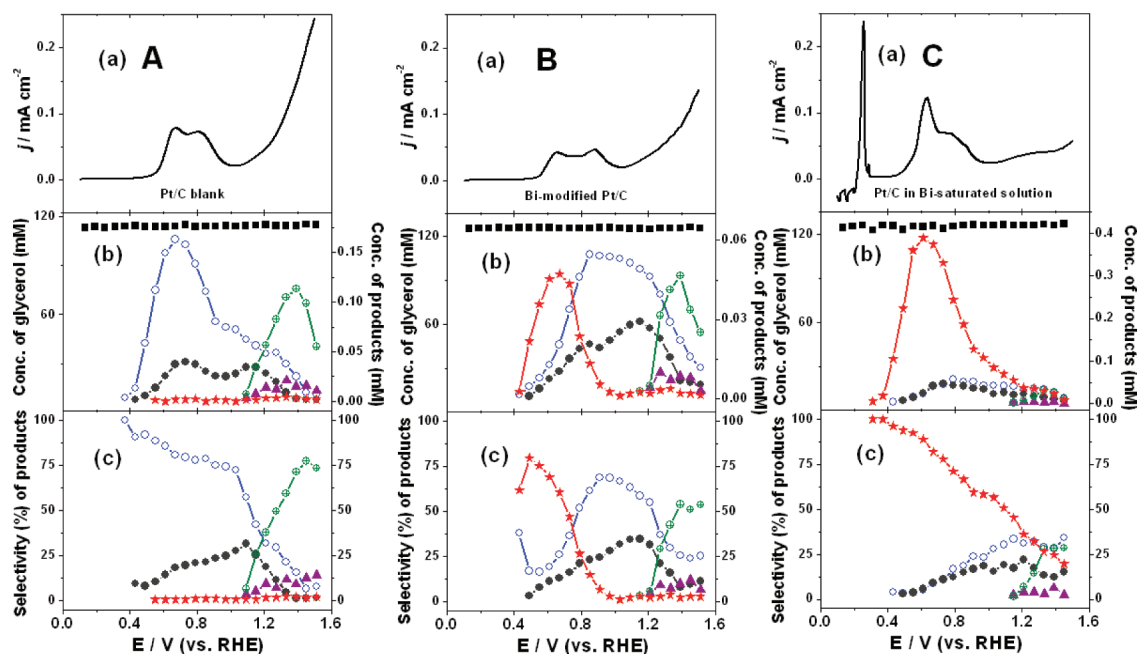 (a) A
j / mA cm-2
0.2
0.1
0.0
Pt/C blank
(b)
Conc. of glycerol (mM)
120
60
Conc. of products (mM)
0.15
0.10
0.05
0.00
(c)
Selectivity (%) of products
100
75
50
25
0
100
75
50
25
0
0.0 0.4 0.8 1.2 1.6
E / V (vs. RHE)
(a) B
j / mA cm-2
0.2
0.1
0.0
Bi-modified Pt/C
(b)
Conc. of glycerol (mM)
120
60
Conc. of products (mM)
0.06
0.03
0.00
(c)
Selectivity (%) of products
100
75
50
25
0
100
75
50
25
0
0.4 0.8 1.2 1.6
E / V (vs. RHE)
(a) C
j / mA cm-2
0.2
0.1
0.0
Pt/C in Bi-saturated solution
(b)
Conc. of glycerol (mM)
120
60
Conc. of products (mM)
0.4
0.3
0.2
0.1
0.0
(c)
Selectivity (%) of products
100
75
50
25
0
100
75
50
25
0
0.0 0.4 0.8 1.2 1.6
E / V (vs. RHE)